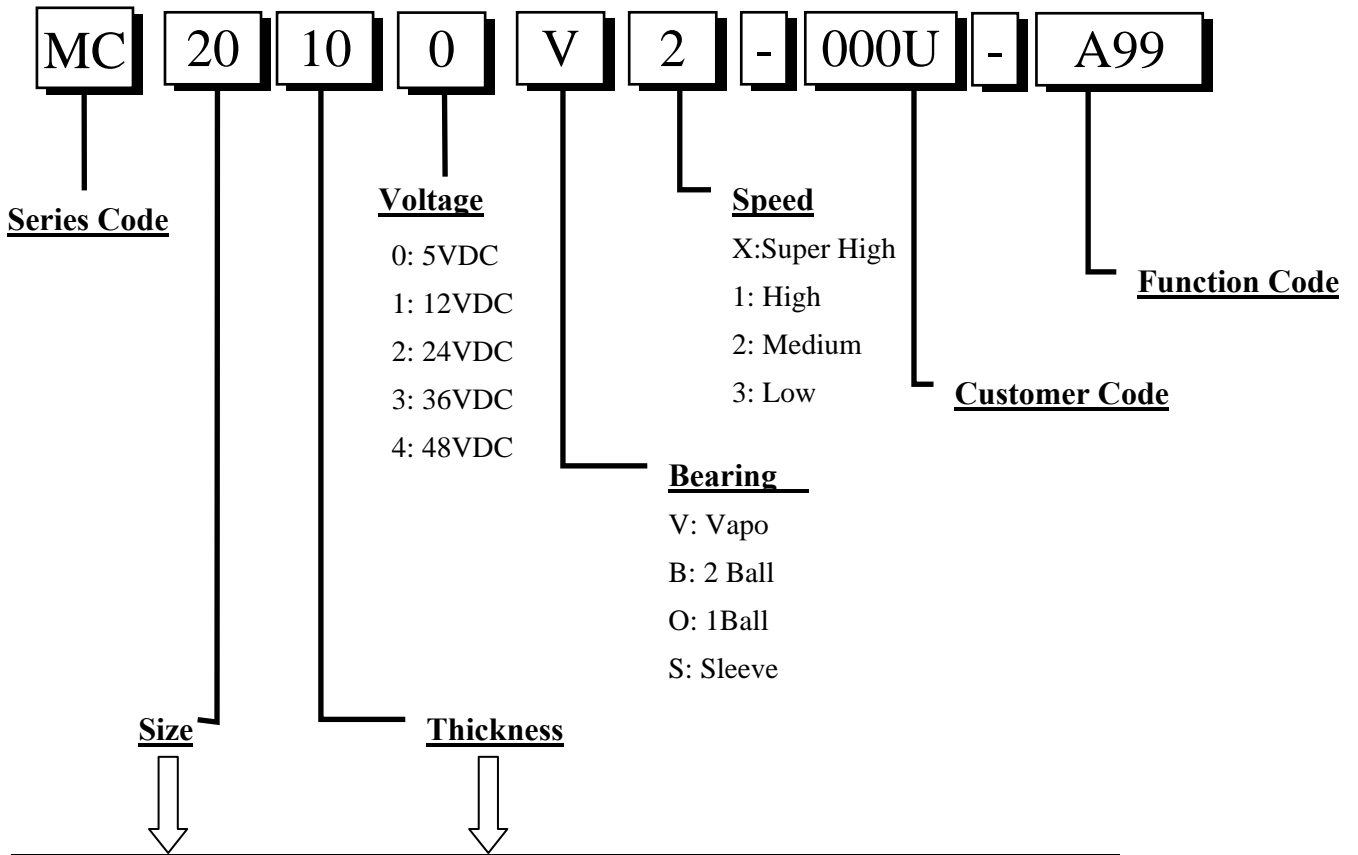 MC 20 10 0 V 2 - 000U - A99
Series Code
Voltage
0: 5VDC
1: 12VDC
2: 24VDC
3: 36VDC
4: 48VDC
Speed
X:Super High
1: High
2: Medium
3: Low
Function Code
Customer Code
Bearing
V: Vapo
B: 2 Ball
O: 1Ball
S: Sleeve
Size
Thickness